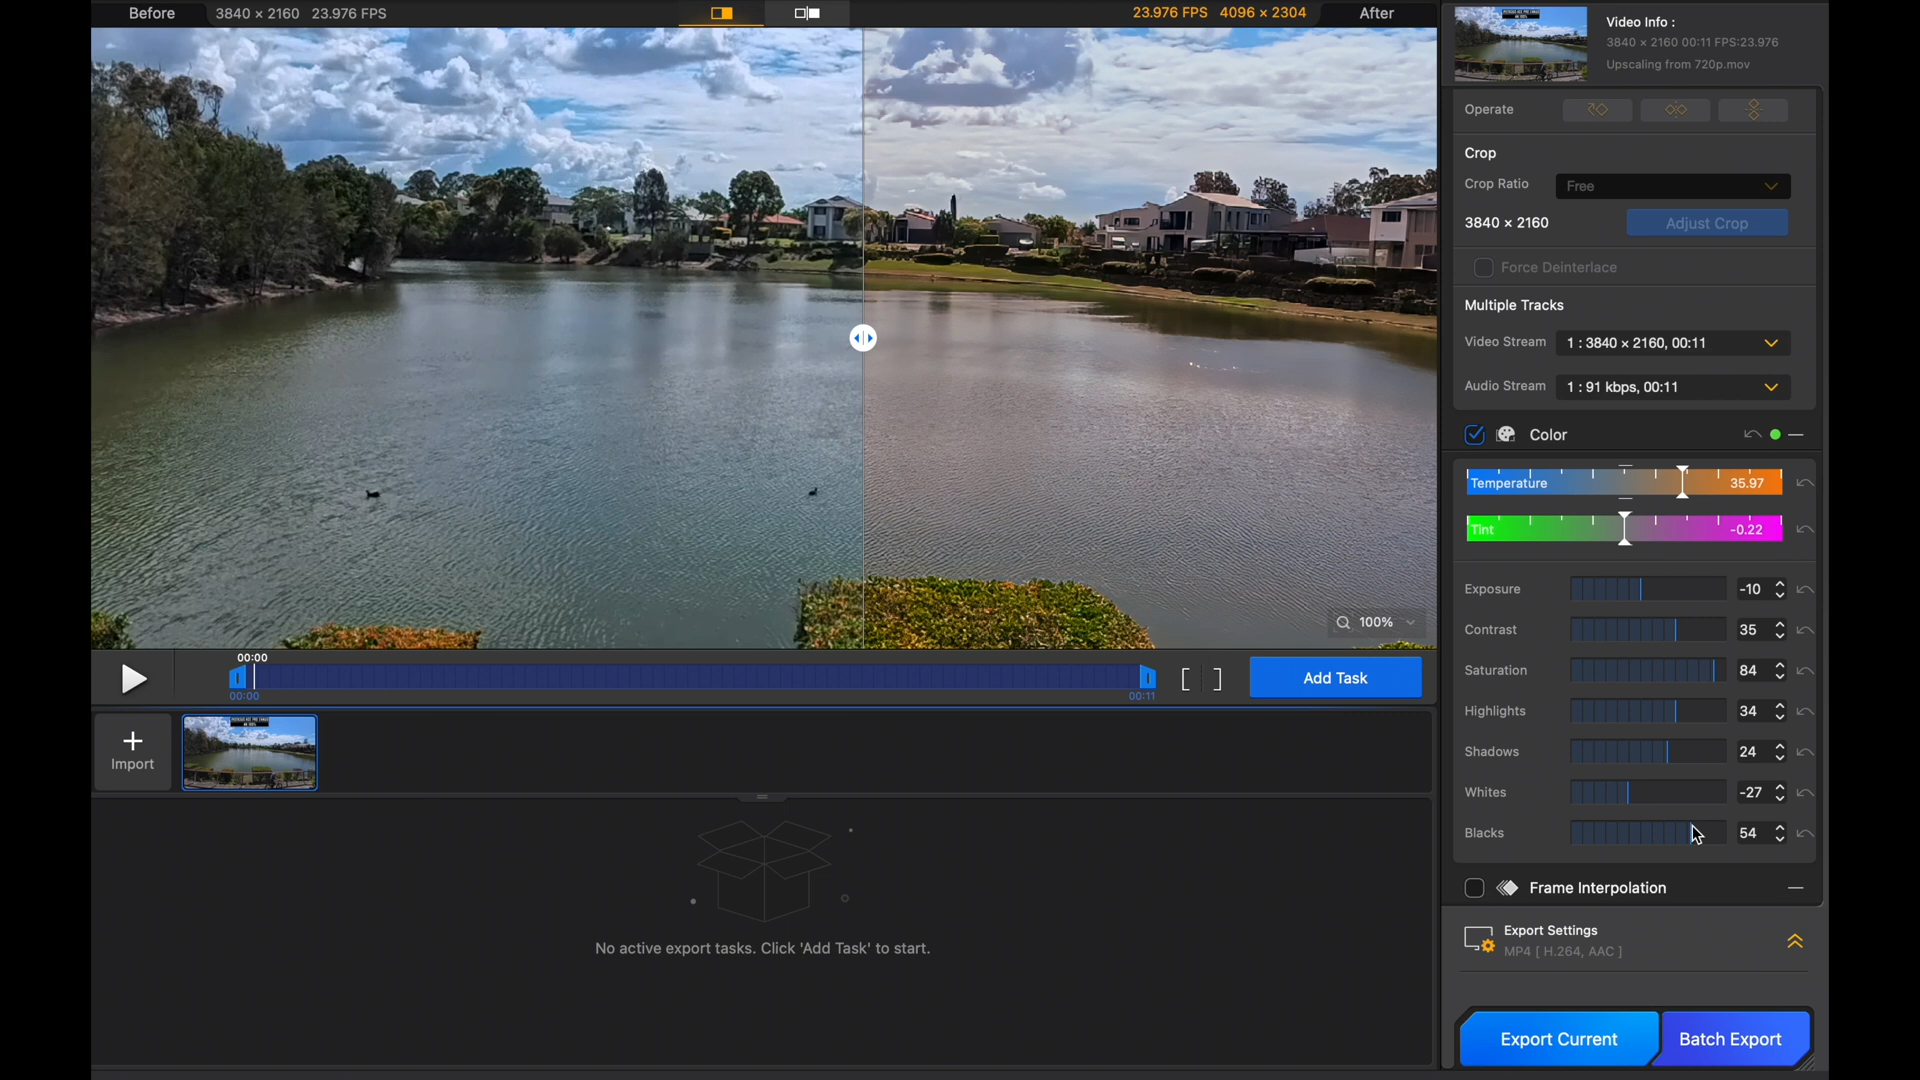 Before
3840 × 2160 23.976 FPS
23.976 FPS 4096 × 2304
After
Video Info :
3840 × 2160 00:11 FPS:23.976
Upscaling from 720p.mov
Operate
Crop
Crop Ratio
Free
3840 × 2160
Adjust Crop
Force Deinterlace
Multiple Tracks
Video Stream
1 : 3840 × 2160, 00:11
Audio Stream
1 : 91 kbps, 00:11
Color
Temperature
35.97
Tint
-0.22
Exposure
-10
Contrast
35
Saturation
84
Highlights
34
Shadows
24
Whites
-27
Blacks
54
Frame Interpolation
Export Settings
MP4 [ H.264, AAC ]
Export Current
Batch Export
100%
00:00
00:00
00:11
[ ]
Add Task
Import
No active export tasks. Click 'Add Task' to start.